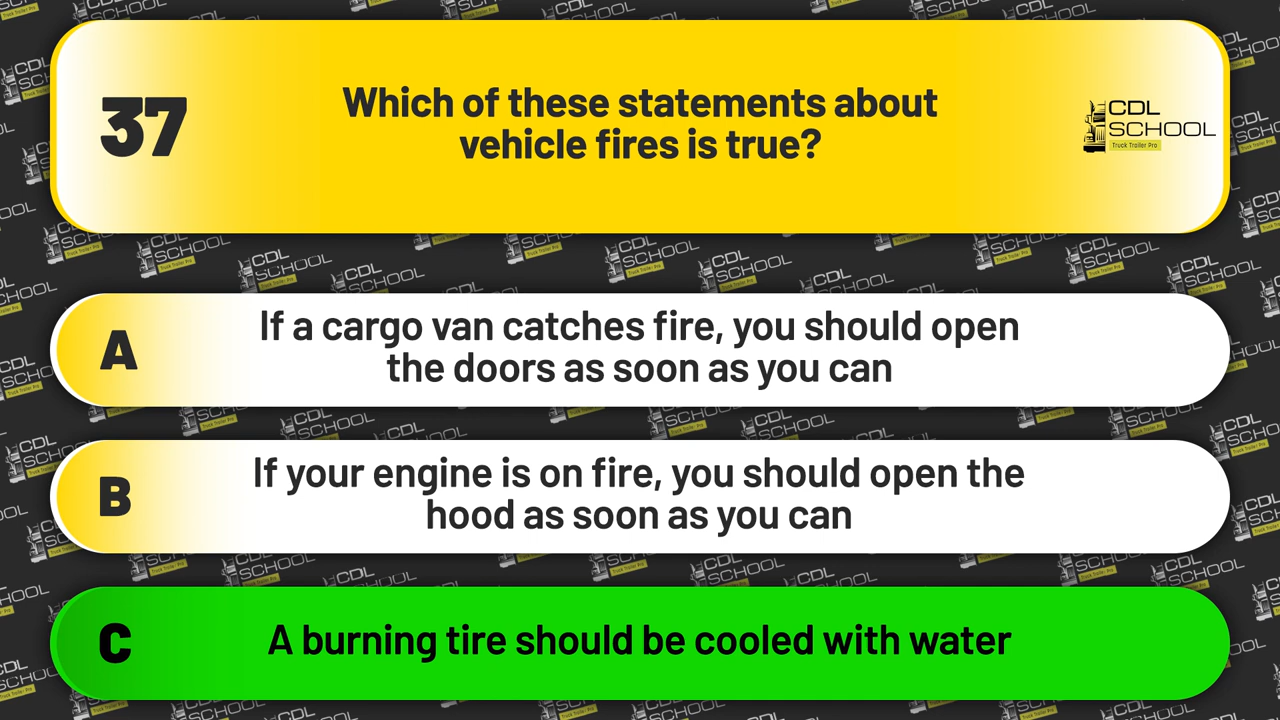 37
Which of these statements about
vehicle fires is true?
CDL
SCHOOL
Truck Trailer Pro
A
If a cargo van catches fire, you should open
the doors as soon as you can
B
If your engine is on fire, you should open the
hood as soon as you can
C
A burning tire should be cooled with water